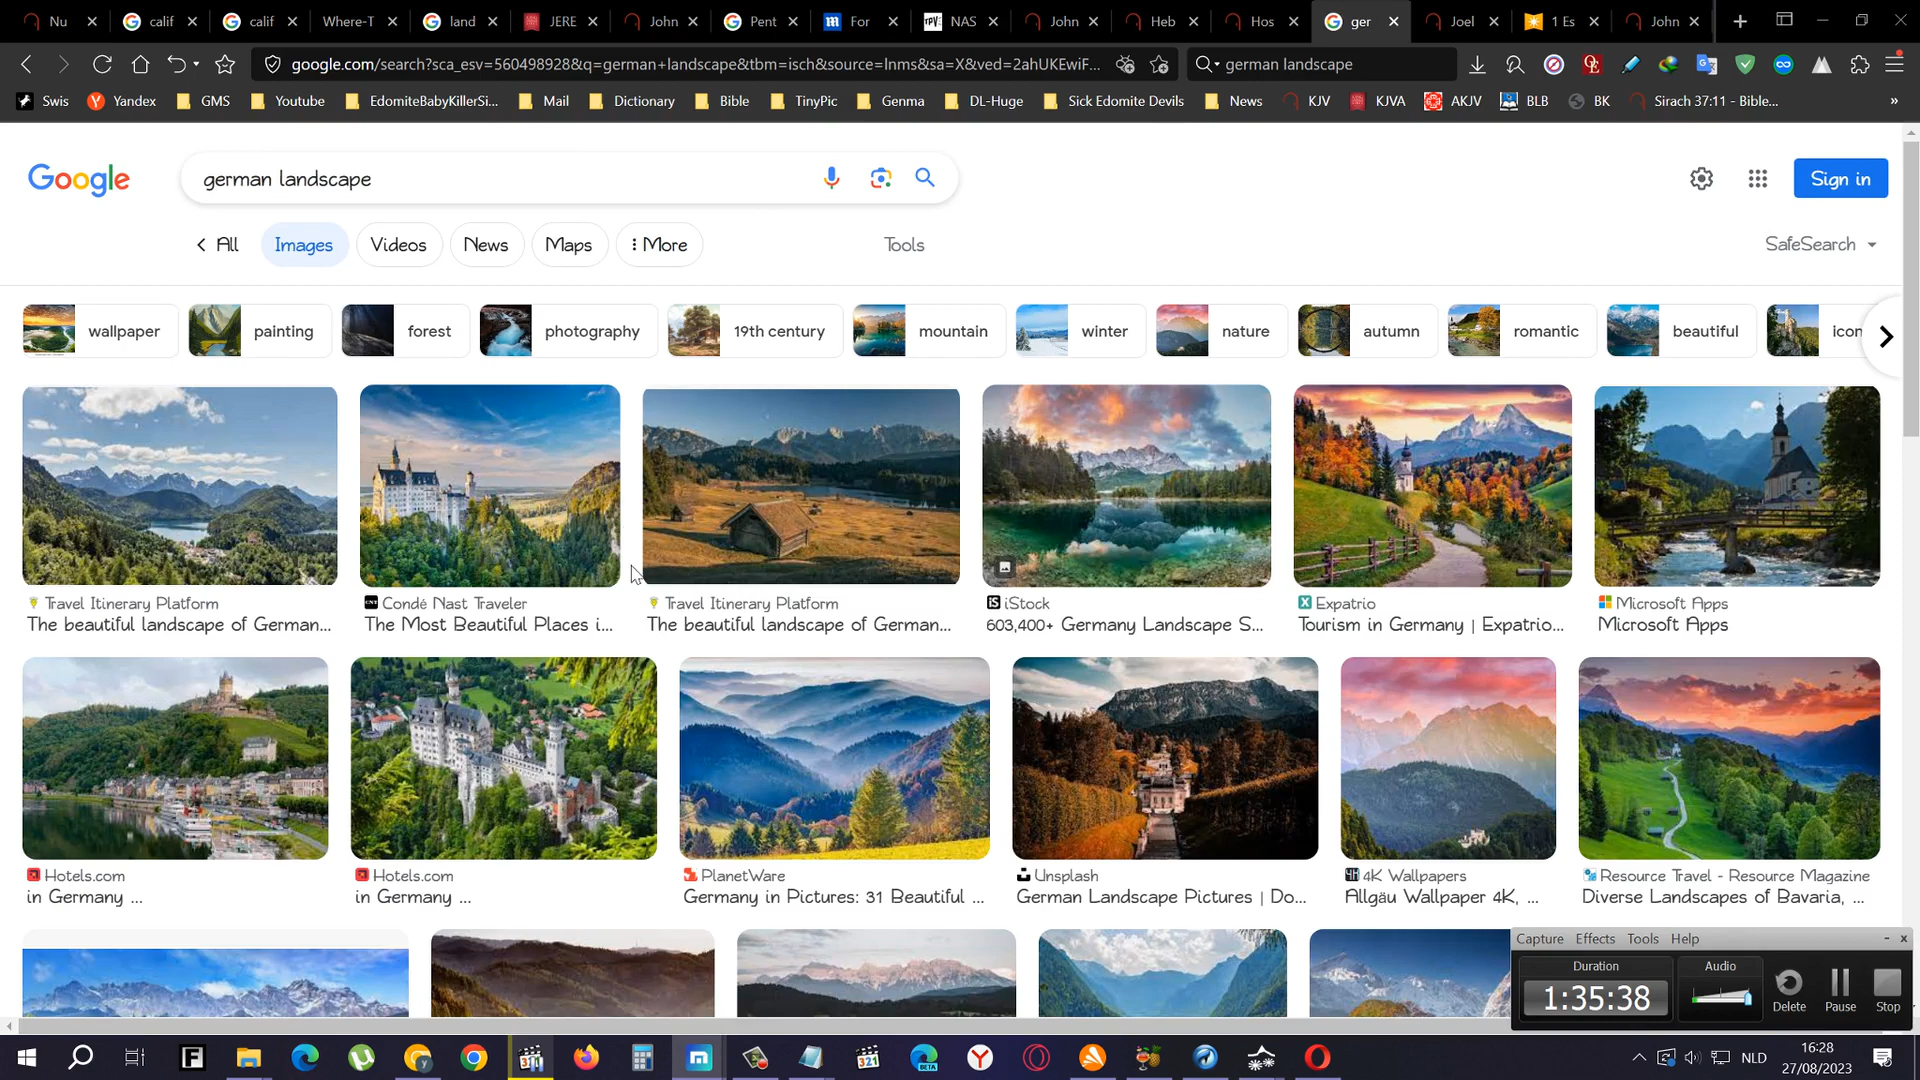 Nu calif calif Where-T land JERE John Pent For NAS John Heb Hos ger Joel 1 Es John
google.com/search?sca_esv=560498928&q=german+landscape&tbm=isch&source=lnms&sa=X&ved=2ahUKEwiF... german landscape
Swis Yandex GMS Youtube EdomiteBabyKillerSi... Mail Dictionary Bible TinyPic Genma DL-Huge Sick Edomite Devils News KJV KJVA AKJV BLB BK Sirach 37:11 - Bible... »
Google german landscape Sign in
All Images Videos News Maps More Tools SafeSearch
wallpaper painting forest photography 19th century mountain winter nature autumn romantic beautiful icon
Travel Itinerary Platform Condé Nast Traveler Travel Itinerary Platform iStock Expatrio Microsoft Apps
The beautiful landscape of German... The Most Beautiful Places i... The beautiful landscape of German... 603,400+ Germany Landscape S... Tourism in Germany | Expatrio... Microsoft Apps
Hotels.com Hotels.com PlanetWare Unsplash 4K Wallpapers Resource Travel - Resource Magazine
in Germany ... in Germany ... Germany in Pictures: 31 Beautiful ... German Landscape Pictures | Do... Allgäu Wallpaper 4K, ... Diverse Landscapes of Bavaria, ...
Capture Effects Tools Help
Duration Audio
1:35:38 Delete Pause Stop
NLD 16:28
27/08/2023